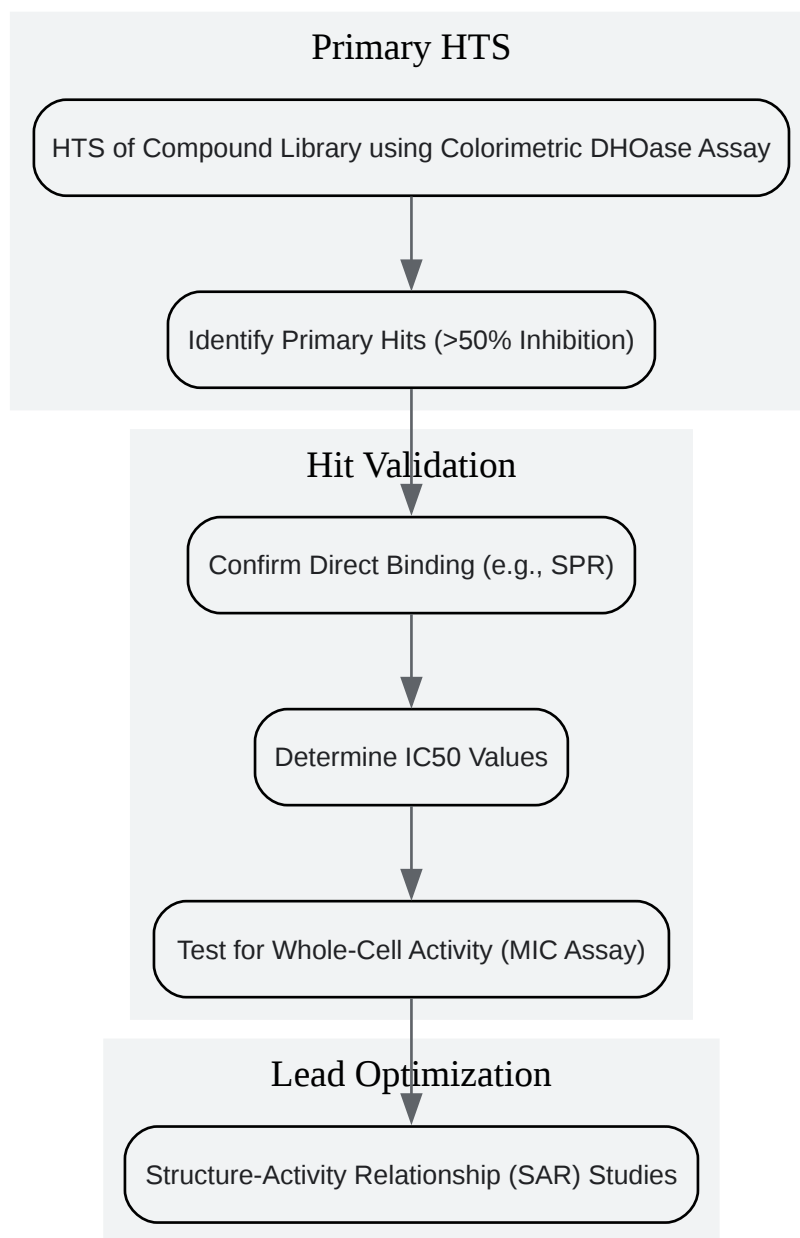 Primary HTS
HTS of Compound Library using Colorimetric DHOase Assay
Identify Primary Hits (>50% Inhibition)
Hit Validation
Confirm Direct Binding (e.g., SPR)
Determine IC50 Values
Test for Whole-Cell Activity (MIC Assay)
Lead Optimization
Structure-Activity Relationship (SAR) Studies